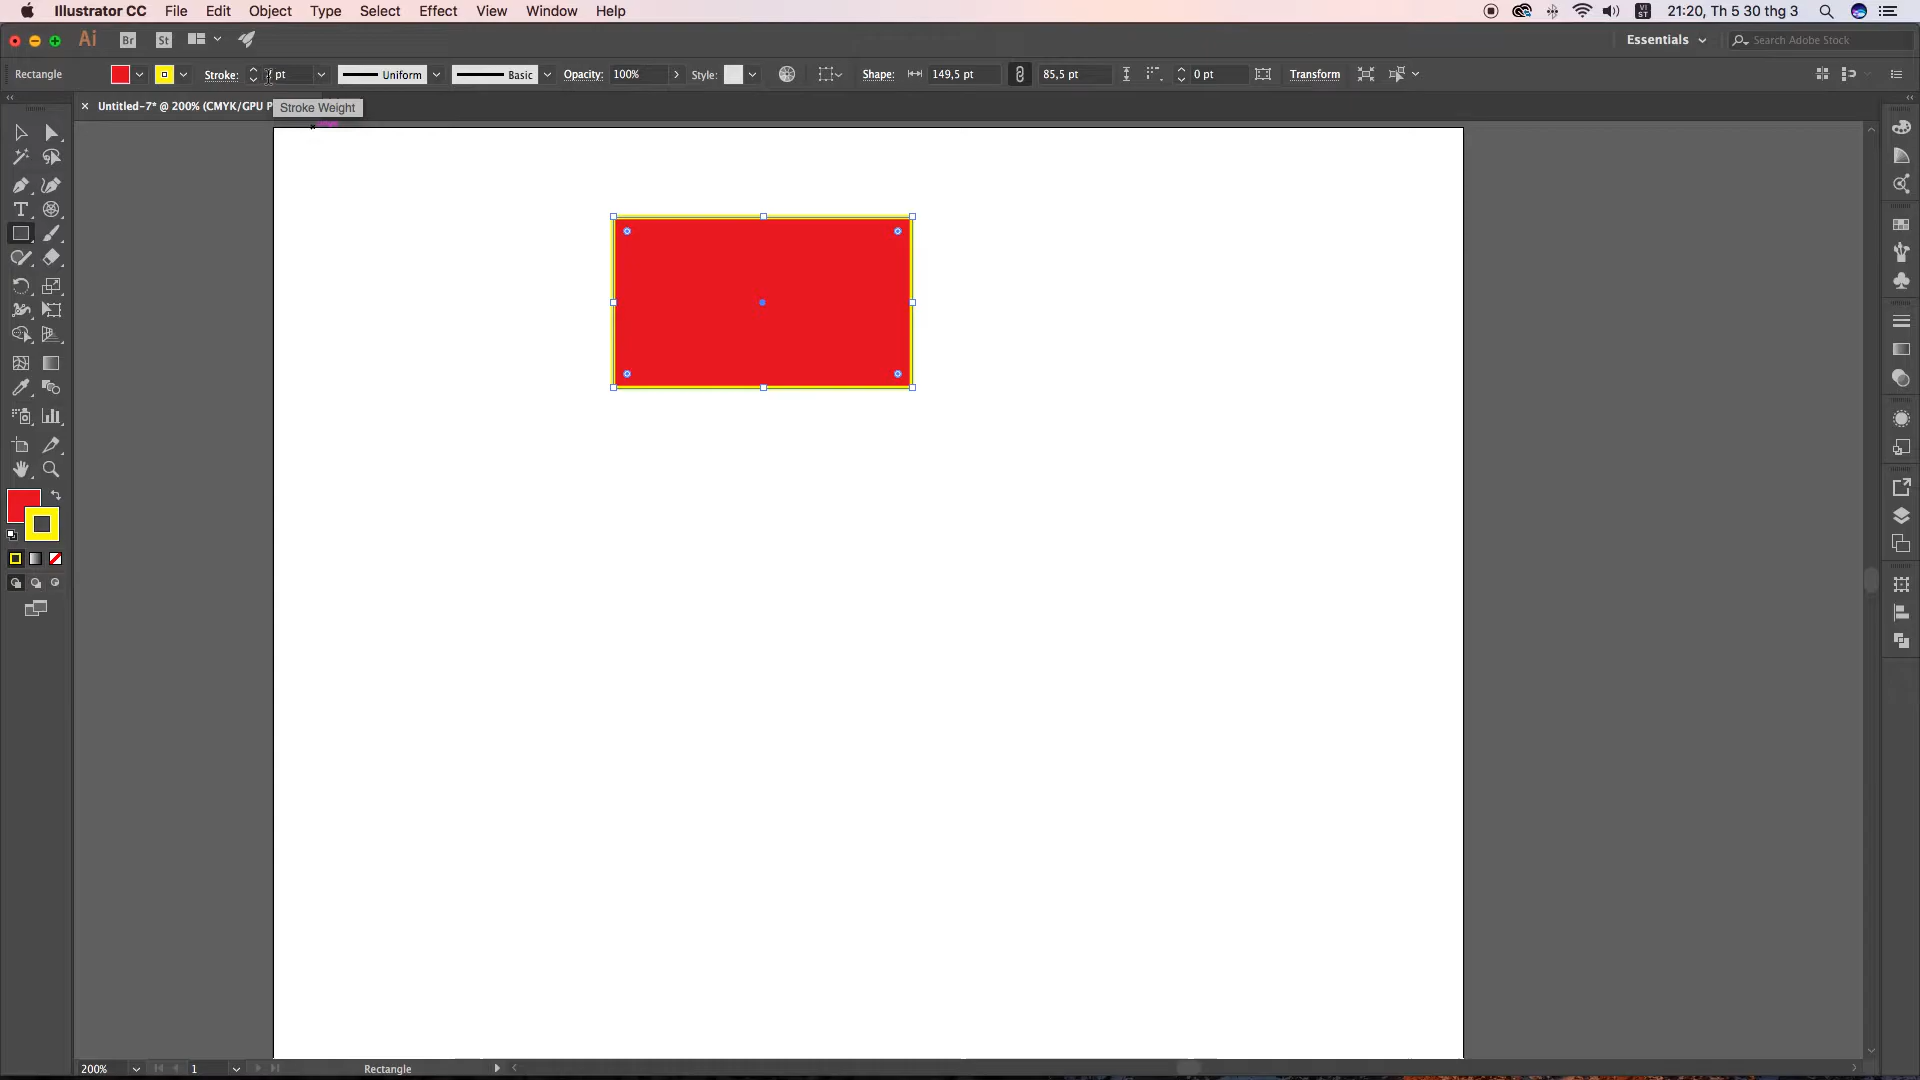 Illustrator CC File Edit Object Type Select Effect View Window Help VI ST 21:20, Th 5 30 thg 3
Ai Br St Essentials Search Adobe Stock
Rectangle Stroke: pt Uniform Basic Opacity: 100% Style: Shape: 149,5 pt 85,5 pt 0 pt Transform
Untitled-7* @ 200% (CMYK/GPU P
Stroke Weight
200% 1 Rectangle